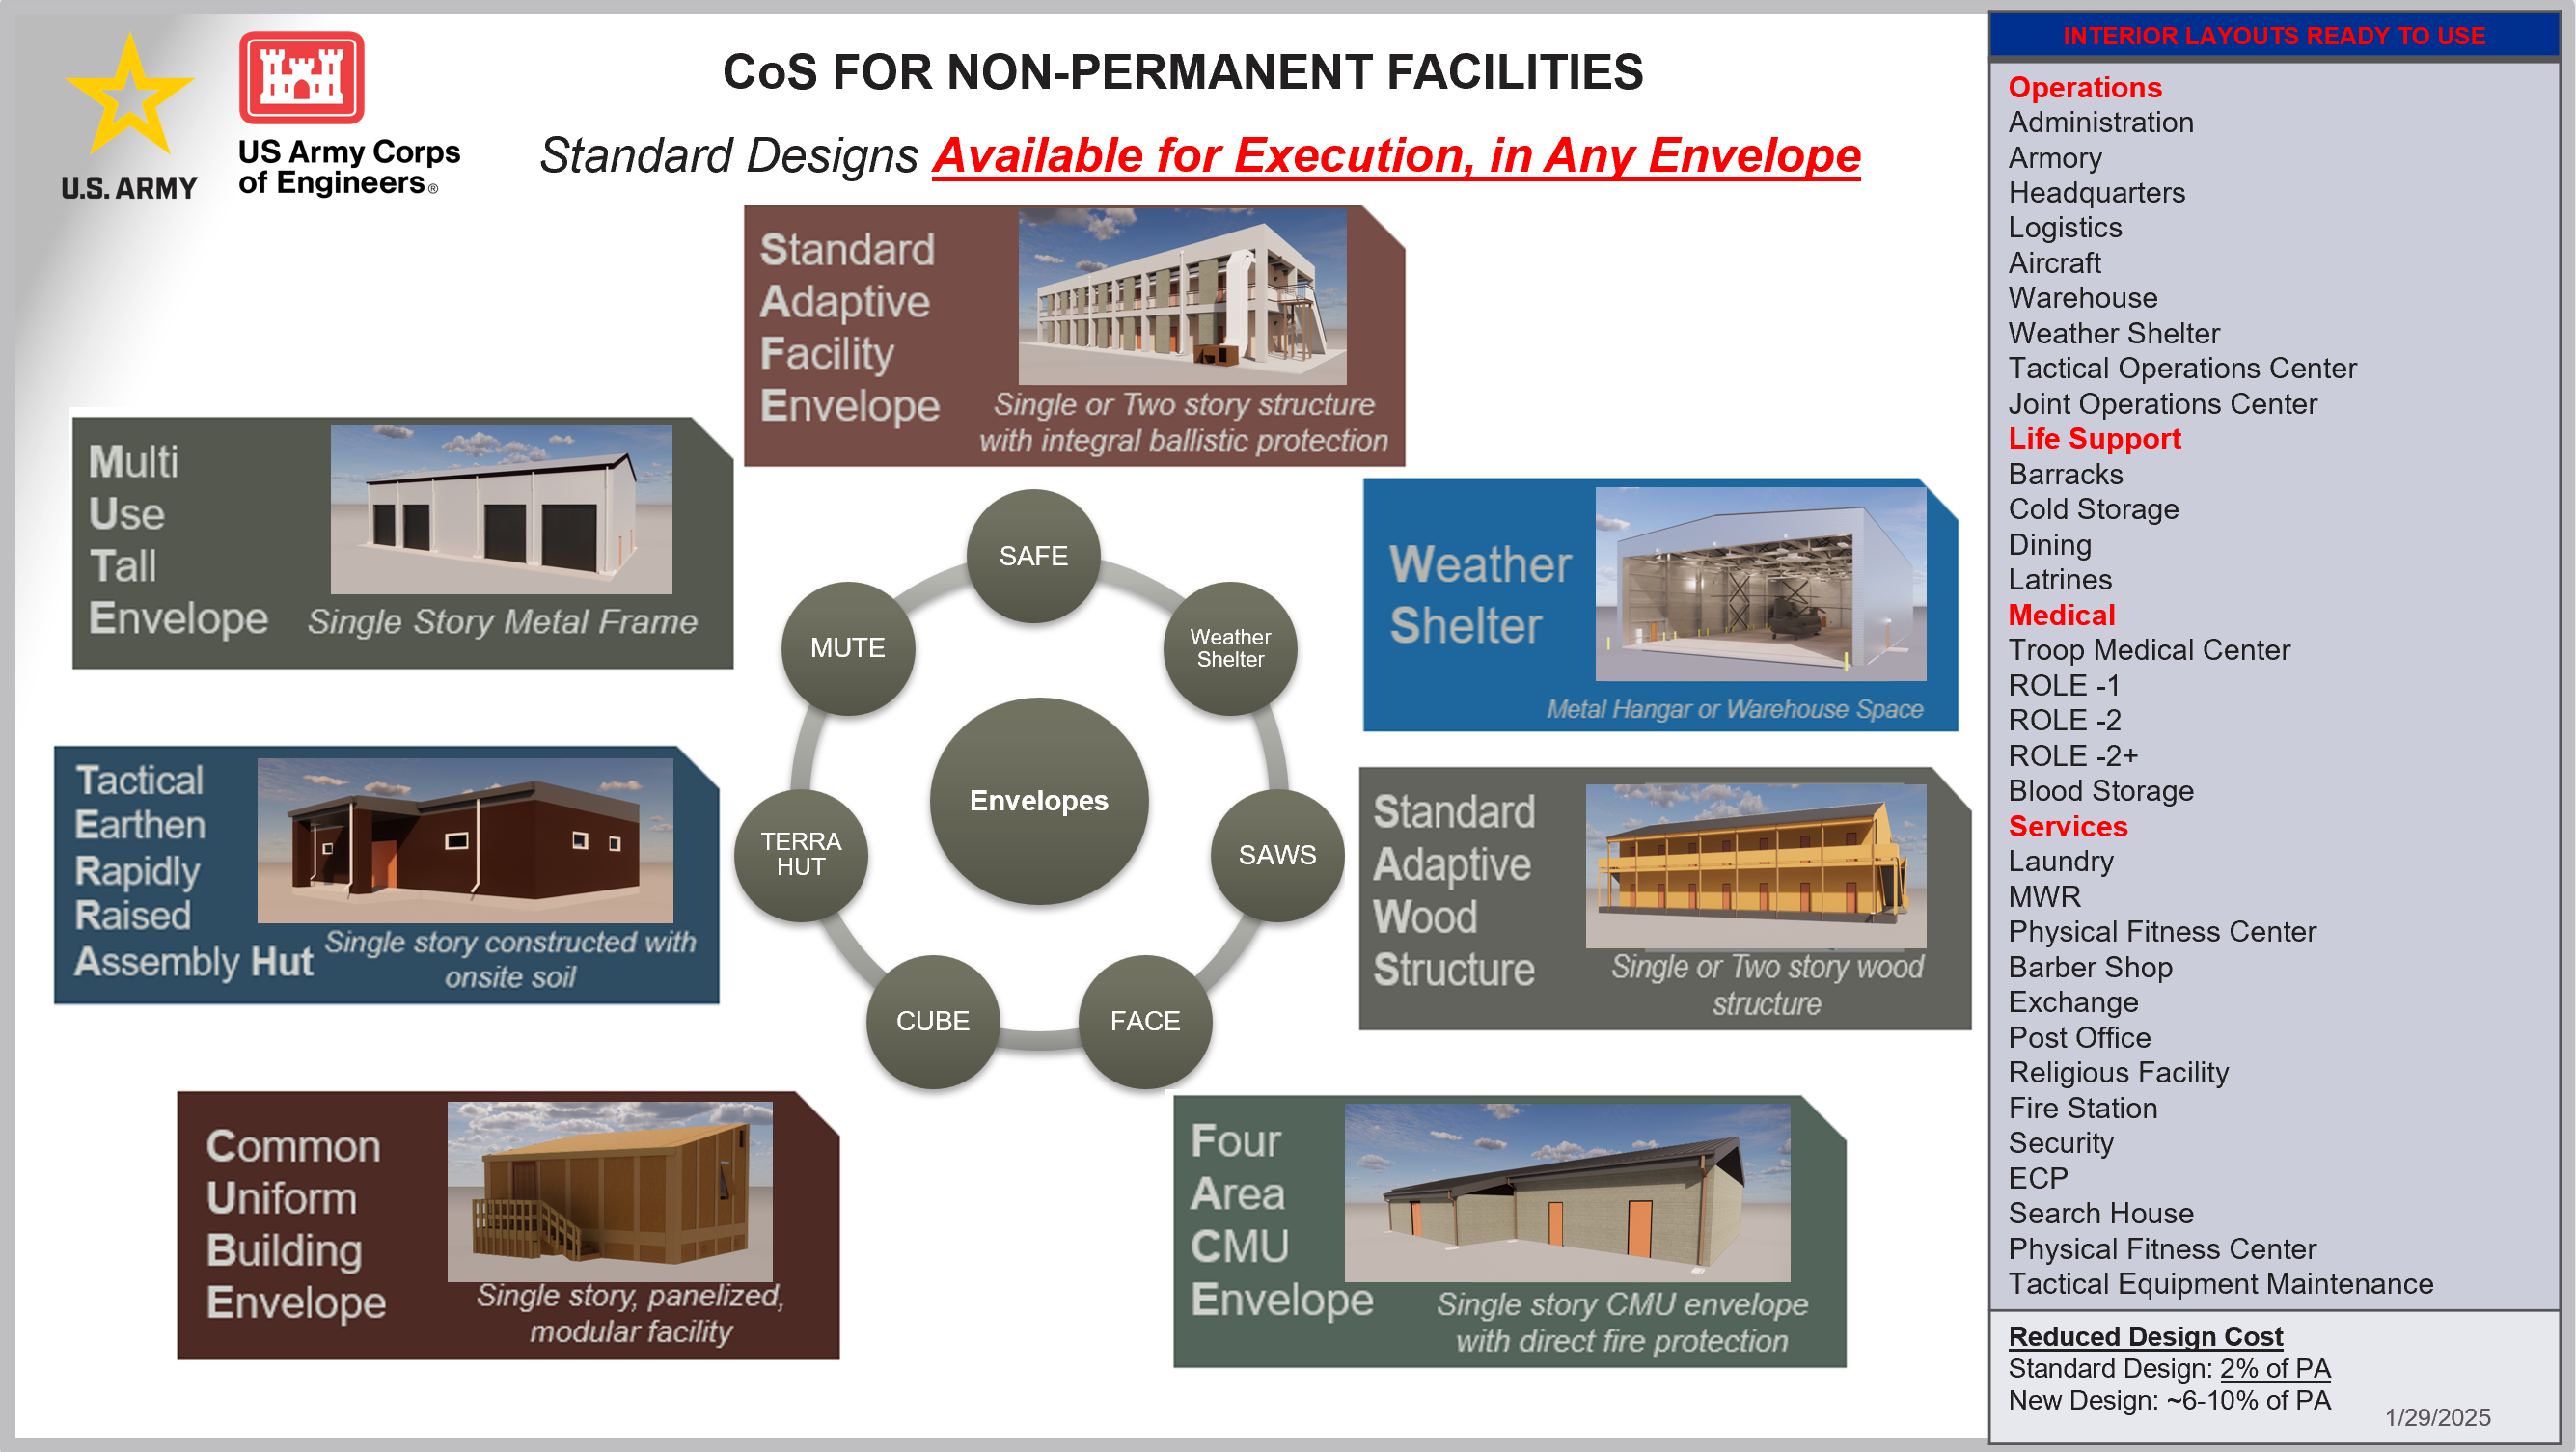 U.S. ARMY
US Army Corps
of Engineers®
CoS FOR NON-PERMANENT FACILITIES
Standard Designs Available for Execution, in Any Envelope
Standard
Adaptive
Facility
Envelope
Single or Two story structure
with integral ballistic protection
Multi
Use
Tall
Envelope
Single Story Metal Frame
Weather
Shelter
Metal Hangar or Warehouse Space
Tactical
Earthen
Rapidly
Raised
Assembly Hut
Single story constructed with
onsite soil
Standard
Adaptive
Wood
Structure
Single or Two story wood
structure
Common
Uniform
Building
Envelope
Single story, panelized,
modular facility
Four
Area
CMU
Envelope
Single story CMU envelope
with direct fire protection
Envelopes
SAFE
Weather
Shelter
SAWS
FACE
CUBE
TERRA
HUT
MUTE
INTERIOR LAYOUTS READY TO USE
Operations
Administration
Armory
Headquarters
Logistics
Aircraft
Warehouse
Weather Shelter
Tactical Operations Center
Joint Operations Center
Life Support
Barracks
Cold Storage
Dining
Latrines
Medical
Troop Medical Center
ROLE -1
ROLE -2
ROLE -2+
Blood Storage
Services
Laundry
MWR
Physical Fitness Center
Barber Shop
Exchange
Post Office
Religious Facility
Fire Station
Security
ECP
Search House
Physical Fitness Center
Tactical Equipment Maintenance
Reduced Design Cost
Standard Design: 2% of PA
New Design: ~6-10% of PA
1/29/2025